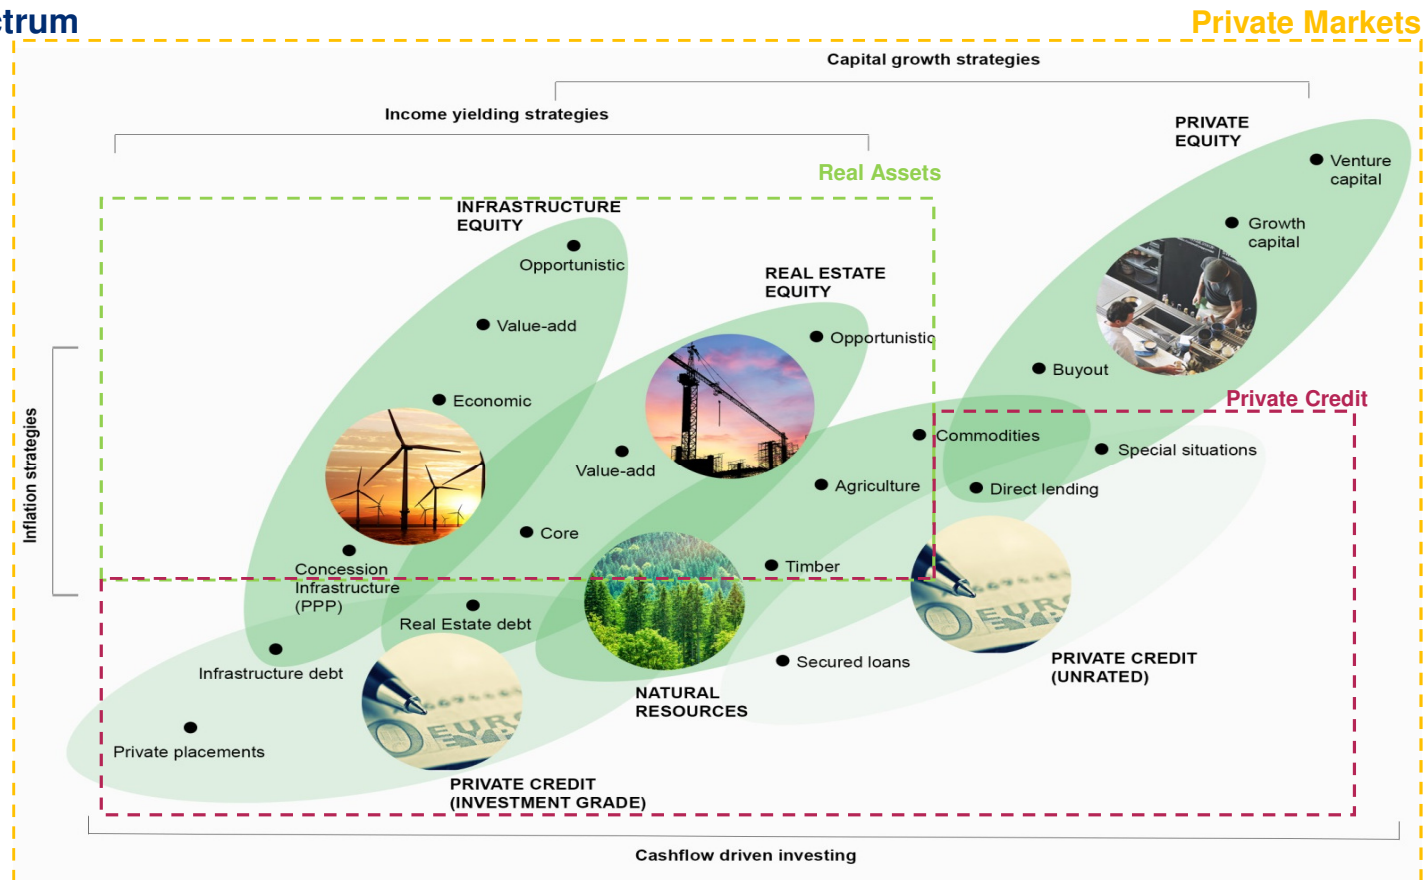 ctrum
Private Markets
Capital growth strategies
Income yielding strategies
PRIVATE
EQUITY
Venture
capital
Real Assets
INFRASTRUCTURE
EQUITY
Growth
capital
Opportunistic
REAL ESTATE
EQUITY
Value-add
Opportunistic
Buyout
Economic
Private Credit
Inflation strategies
Commodities
Special situations
Value-add
Agriculture
Direct lending
Core
Concession
Infrastructure
(PPP)
Timber
Real Estate debt
Infrastructure debt
Secured loans
PRIVATE CREDIT
(UNRATED)
NATURAL
RESOURCES
Private placements
PRIVATE CREDIT
(INVESTMENT GRADE)
Cashflow driven investing